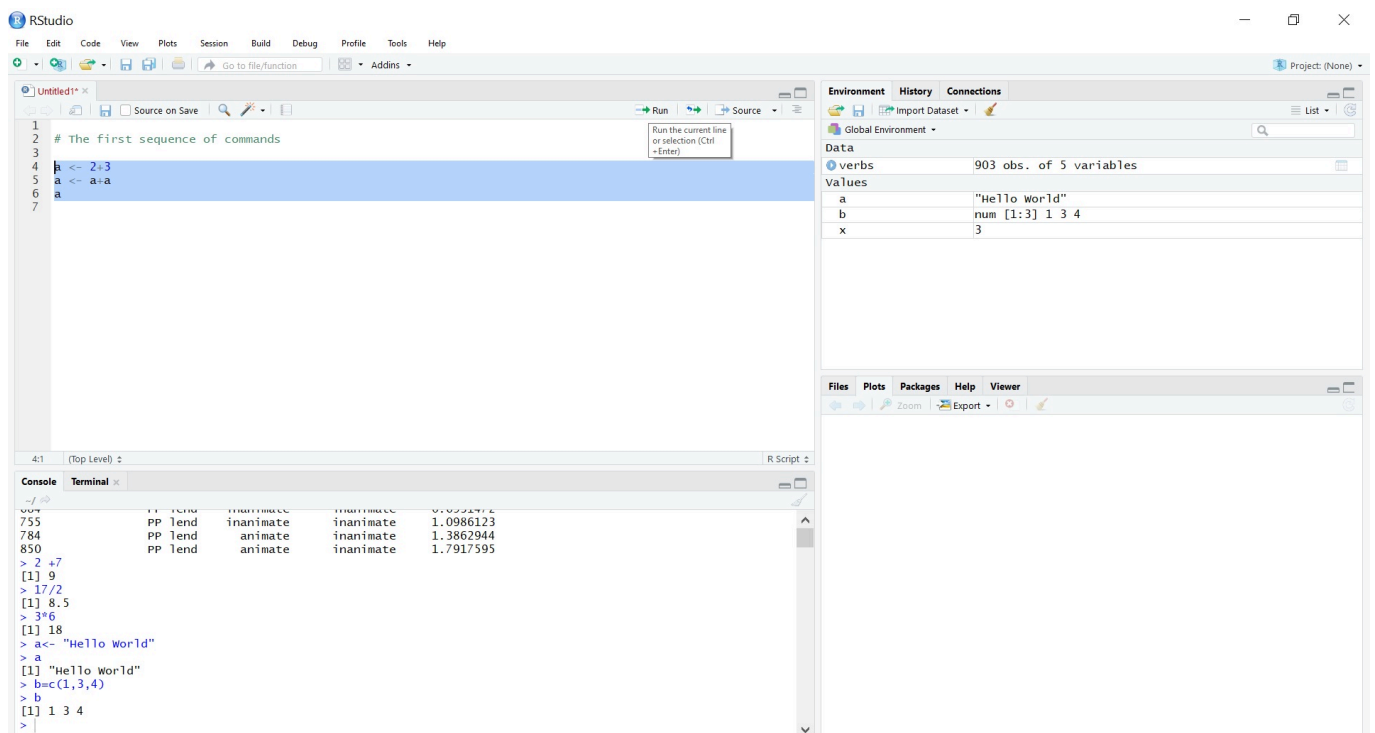 RStudio
File Edit Code View Plots Session Build Debug Profile Tools Help
Go to file/function Addins Project: (None)
Untitled1*
Source on Save Run Source
Run the current line
or selection (Ctrl
+Enter)
1
2 # The first sequence of commands
3
4 a <- 2+3
5 a <- a+a
6 a
7
4:1 (Top Level) R Script
Console Terminal
~/
755 PP lend inanimate inanimate 1.0986123
784 PP lend animate inanimate 1.3862944
850 PP lend animate inanimate 1.7917595
> 2 +7
[1] 9
> 17/2
[1] 8.5
> 3*6
[1] 18
> a<- "Hello World"
> a
[1] "Hello World"
> b=c(1,3,4)
> b
[1] 1 3 4
>
Environment History Connections
Import Dataset List
Global Environment
Data
verbs 903 obs. of 5 variables
Values
a "Hello World"
b num [1:3] 1 3 4
x 3
Files Plots Packages Help Viewer
Zoom Export